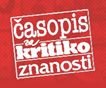 časopis
za
kritiko
znanosti